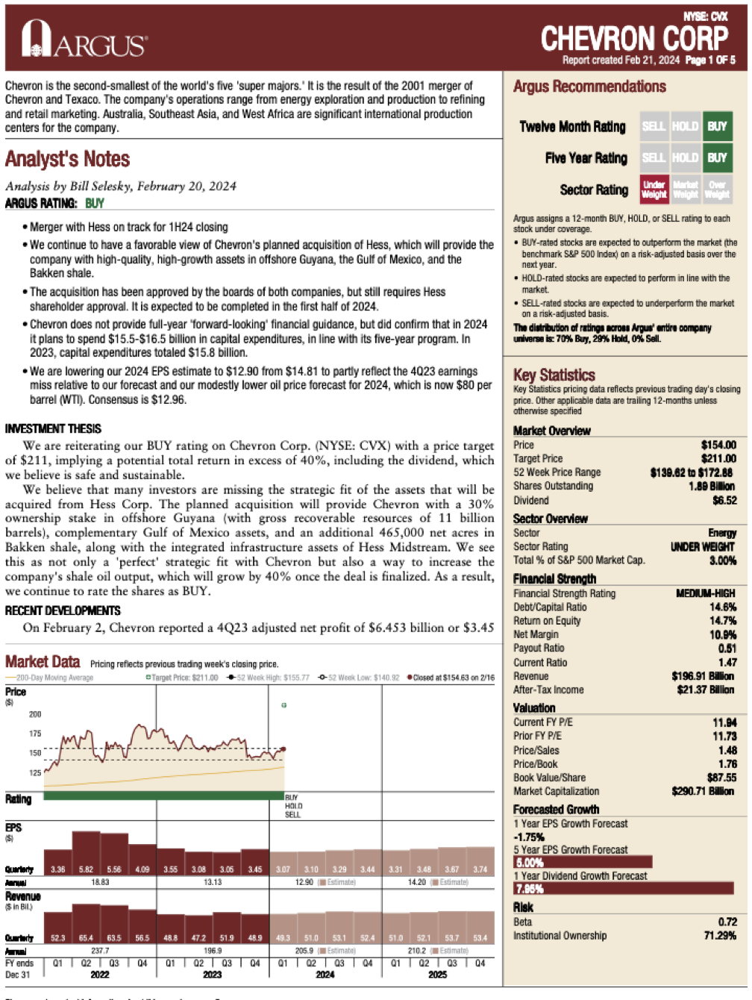 ARGUS®
NYSE: CVX
CHEVRON CORP
Report created Feb 21, 2024 Page 1 OF 5
Chevron is the second-smallest of the world's five 'super majors.' It is the result of the 2001 merger of
Chevron and Texaco. The company's operations range from energy exploration and production to refining
and retail marketing. Australia, Southeast Asia, and West Africa are significant international production
centers for the company.
Analyst's Notes
Analysis by Bill Selesky, February 20, 2024
ARGUS RATING: BUY
• Merger with Hess on track for 1H24 closing
• We continue to have a favorable view of Chevron's planned acquisition of Hess, which will provide the
company with high-quality, high-growth assets in offshore Guyana, the Gulf of Mexico, and the
Bakken shale.
• The acquisition has been approved by the boards of both companies, but still requires Hess
shareholder approval. It is expected to be completed in the first half of 2024.
• Chevron does not provide full-year 'forward-looking' financial guidance, but did confirm that in 2024
it plans to spend $15.5-$16.5 billion in capital expenditures, in line with its five-year program. In
2023, capital expenditures totaled $15.8 billion.
• We are lowering our 2024 EPS estimate to $12.90 from $14.81 to partly reflect the 4Q23 earnings
miss relative to our forecast and our modestly lower oil price forecast for 2024, which is now $80 per
barrel (WTI). Consensus is $12.96.
INVESTMENT THESIS
We are reiterating our BUY rating on Chevron Corp. (NYSE: CVX) with a price target
of $211, implying a potential total return in excess of 40%, including the dividend, which
we believe is safe and sustainable.
We believe that many investors are missing the strategic fit of the assets that will be
acquired from Hess Corp. The planned acquisition will provide Chevron with a 30%
ownership stake in offshore Guyana (with gross recoverable resources of 11 billion
barrels), complementary Gulf of Mexico assets, and an additional 465,000 net acres in
Bakken shale, along with the integrated infrastructure assets of Hess Midstream. We see
this as not only a 'perfect' strategic fit with Chevron but also a way to increase the
company's shale oil output, which will grow by 40% once the deal is finalized. As a result,
we continue to rate the shares as BUY.
RECENT DEVELOPMENTS
On February 2, Chevron reported a 4Q23 adjusted net profit of $6.453 billion or $3.45
Market Data Pricing reflects previous trading week's closing price.
200-Day Moving Average Target Price: $211.00 52 Week High: $155.77 52 Week Low: $140.92 Closed at $154.63 on 2/16
Price
($)
200
175
150
125
Rating
BUY
HOLD
SELL
EPS
($)
Quarterly 3.36 5.82 5.56 4.09 3.55 3.08 3.05 3.45 3.07 3.10 3.29 3.44 3.31 3.48 3.67 3.74
Annual 18.83 13.13 12.90 ( Estimate) 14.20 ( Estimate)
Revenue
($ in Bil.)
Quarterly 52.3 65.4 63.5 56.5 48.8 47.2 51.9 48.9 49.3 51.0 53.1 52.4 51.0 52.1 53.7 53.4
Annual 237.7 196.9 205.9 ( Estimate) 210.2 ( Estimate)
FY ends Q1 Q2 Q3 Q4 Q1 Q2 Q3 Q4 Q1 Q2 Q3 Q4 Q1 Q2 Q3 Q4
Dec 31 2022 2023 2024 2025
Argus Recommendations
Twelve Month Rating SELL HOLD BUY
Five Year Rating SELL HOLD BUY
Sector Rating Under Weight Market Weight Over Weight
Argus assigns a 12-month BUY, HOLD, or SELL rating to each
stock under coverage.
• BUY-rated stocks are expected to outperform the market (the
benchmark S&P 500 Index) on a risk-adjusted basis over the
next year.
• HOLD-rated stocks are expected to perform in line with the
market.
• SELL-rated stocks are expected to underperform the market
on a risk-adjusted basis.
The distribution of ratings across Argus' entire company
universe is: 70% Buy, 29% Hold, 0% Sell.
Key Statistics
Key Statistics pricing data reflects previous trading day's closing
price. Other applicable data are trailing 12-months unless
otherwise specified
Market Overview
Price $154.00
Target Price $211.00
52 Week Price Range $139.62 to $172.88
Shares Outstanding 1.89 Billion
Dividend $6.52
Sector Overview
Sector Energy
Sector Rating UNDER WEIGHT
Total % of S&P 500 Market Cap. 3.00%
Financial Strength
Financial Strength Rating MEDIUM-HIGH
Debt/Capital Ratio 14.6%
Return on Equity 14.7%
Net Margin 10.9%
Payout Ratio 0.51
Current Ratio 1.47
Revenue $196.91 Billion
After-Tax Income $21.37 Billion
Valuation
Current FY P/E 11.94
Prior FY P/E 11.73
Price/Sales 1.48
Price/Book 1.76
Book Value/Share $87.55
Market Capitalization $290.71 Billion
Forecasted Growth
1 Year EPS Growth Forecast
-1.75%
5 Year EPS Growth Forecast
5.00%
1 Year Dividend Growth Forecast
7.95%
Risk
Beta 0.72
Institutional Ownership 71.29%